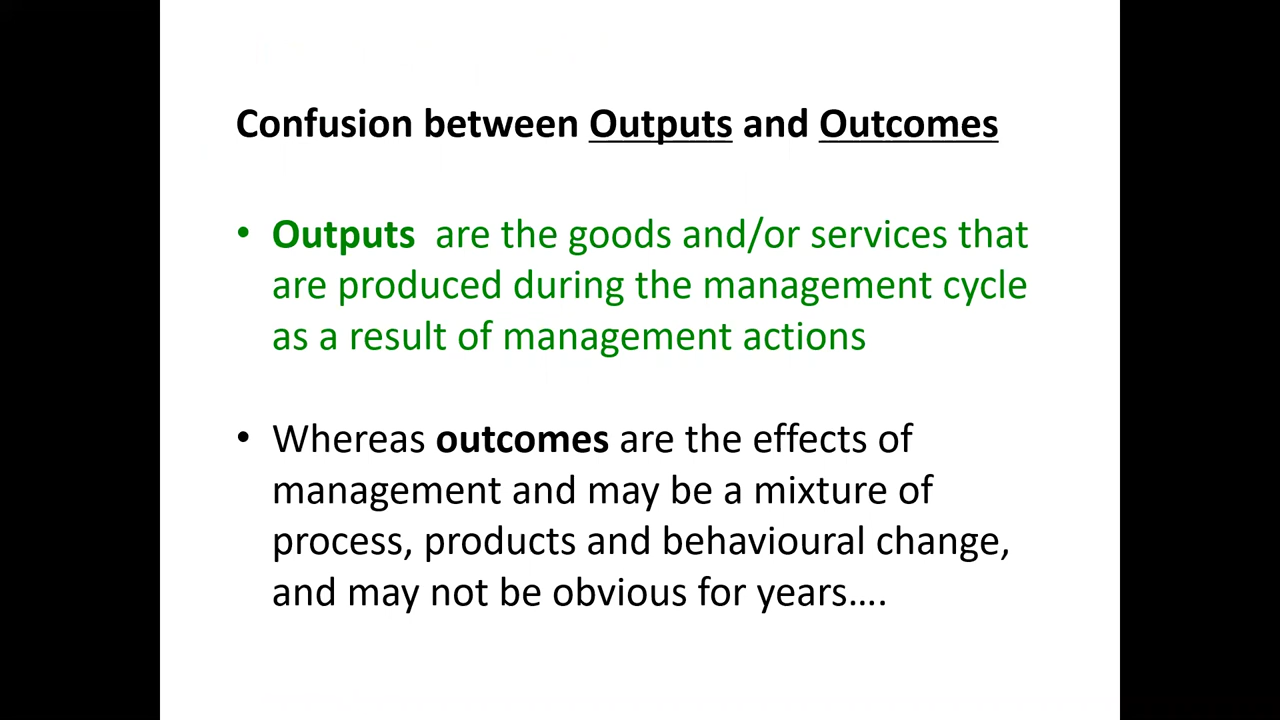 Confusion between Outputs and Outcomes
• Outputs are the goods and/or services that
are produced during the management cycle
as a result of management actions
• Whereas outcomes are the effects of
management and may be a mixture of
process, products and behavioural change,
and may not be obvious for years....